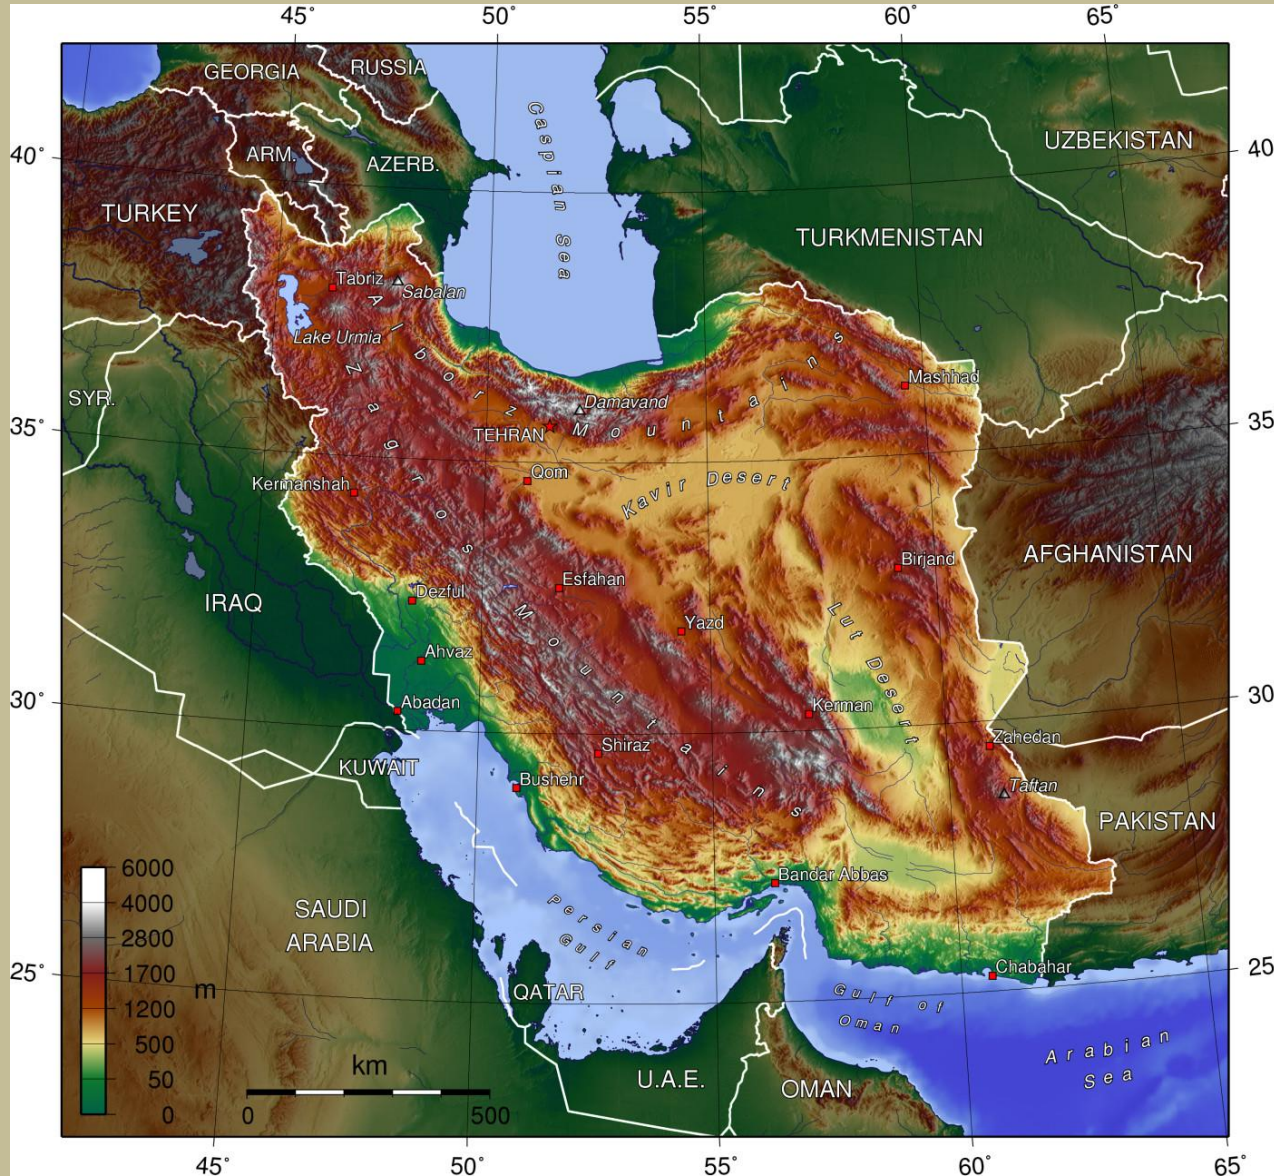 45° 50° 55° 60° 65°
GEORGIA
RUSSIA
Caspian Sea
UZBEKISTAN
40°
40
ARM.
AZERB.
TURKEY
TURKMENISTAN
Tabriz
Sabalan
Lake Urmia
Alborz Mountains
Mashhad
SYR.
Damavand
35°
35
TEHRAN
Zagros Mountains
Qom
Kavir Desert
Kermanshah
AFGHANISTAN
Birjand
Esfahan
Dezful
IRAQ
Yazd
Lut Desert
Ahvaz
30°
30
Abadan
Kerman
Shiraz
Zahedan
KUWAIT
Bushehr
Taftan
PAKISTAN
Bandar Abbas
6000
4000
2800
1700
1200
500
50
0
m
SAUDI
ARABIA
Persian
Gulf
25°
25
Chabahar
QATAR
Gulf of
Oman
Arabian
Sea
km
0 500
U.A.E.
OMAN
45° 50° 55° 60° 65°